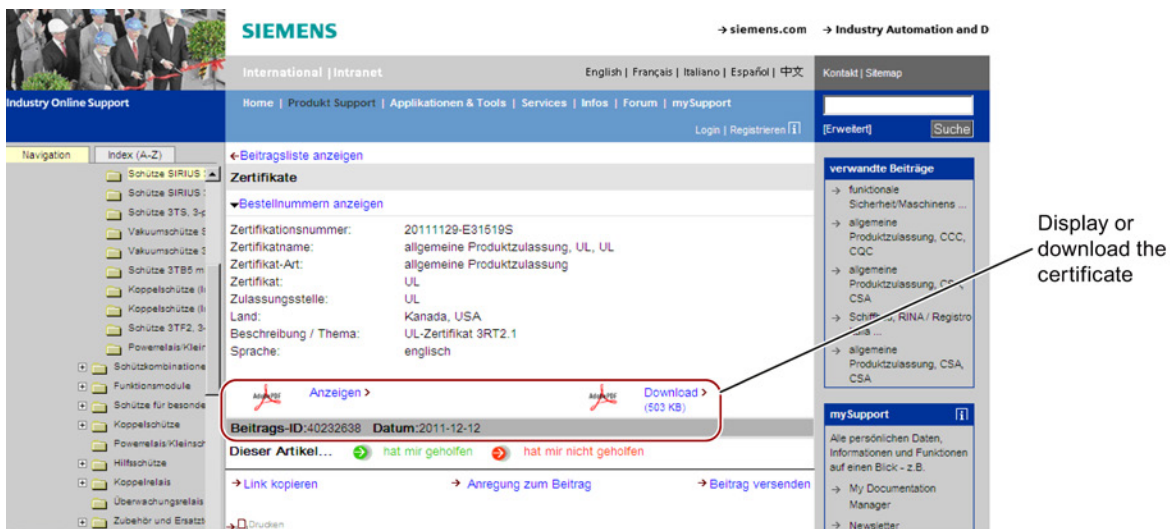 SIEMENS
→ siemens.com → Industry Automation and D
International | Intranet
English | Français | Italiano | Español | 中文
Kontakt | Sitemap
Industry Online Support
Home | Produkt Support | Applikationen & Tools | Services | Infos | Forum | mySupport
Login | Registrieren i
[Erweitert] Suche
Navigation Index (A-Z)
Schütze SIRIUS
Schütze SIRIUS
Schütze 3TS, 3-p
Vakuumschütze
Vakuumschütze 3
Schütze 3TB5 m
Koppelschütze (I
Koppelschütze (I
Schütze 3TF2, 3-
Powerrelais/Klein
Schützkombinatione
Funktionsmodule
Schütze für besonde
Koppelschütze
Powerrelais/Kleinsch
Hilfsschütze
Koppelrelais
Überwachungsrelais
Zubehör und Ersatzt
←Beitragsliste anzeigen
Zertifikate
Bestellnummern anzeigen
Zertifikationsnummer: 20111129-E31519S
Zertifikatname: allgemeine Produktzulassung, UL, UL
Zertifikat-Art: allgemeine Produktzulassung
Zertifikat: UL
Zulassungsstelle: UL
Land: Kanada, USA
Beschreibung / Thema: UL-Zertifikat 3RT2.1
Sprache: englisch
Adobe PDF Anzeigen >
Adobe PDF Download >
(503 KB)
Beitrags-ID:40232638 Datum:2011-12-12
Dieser Artikel... hat mir geholfen hat mir nicht geholfen
→ Link kopieren → Anregung zum Beitrag → Beitrag versenden
→ Drucken
verwandte Beiträge
→ funktionale
Sicherheit/Maschinens ...
→ allgemeine
Produktzulassung, CCC,
CQC
→ allgemeine
Produktzulassung, CSA,
CSA
→ Schiffbau, RINA / Registro
...
→ allgemeine
Produktzulassung, CSA,
CSA
mySupport i
Alle persönlichen Daten,
Informationen und Funktionen
auf einen Blick - z.B.
→ My Documentation
Manager
→ Newsletter
Display or
download the
certificate